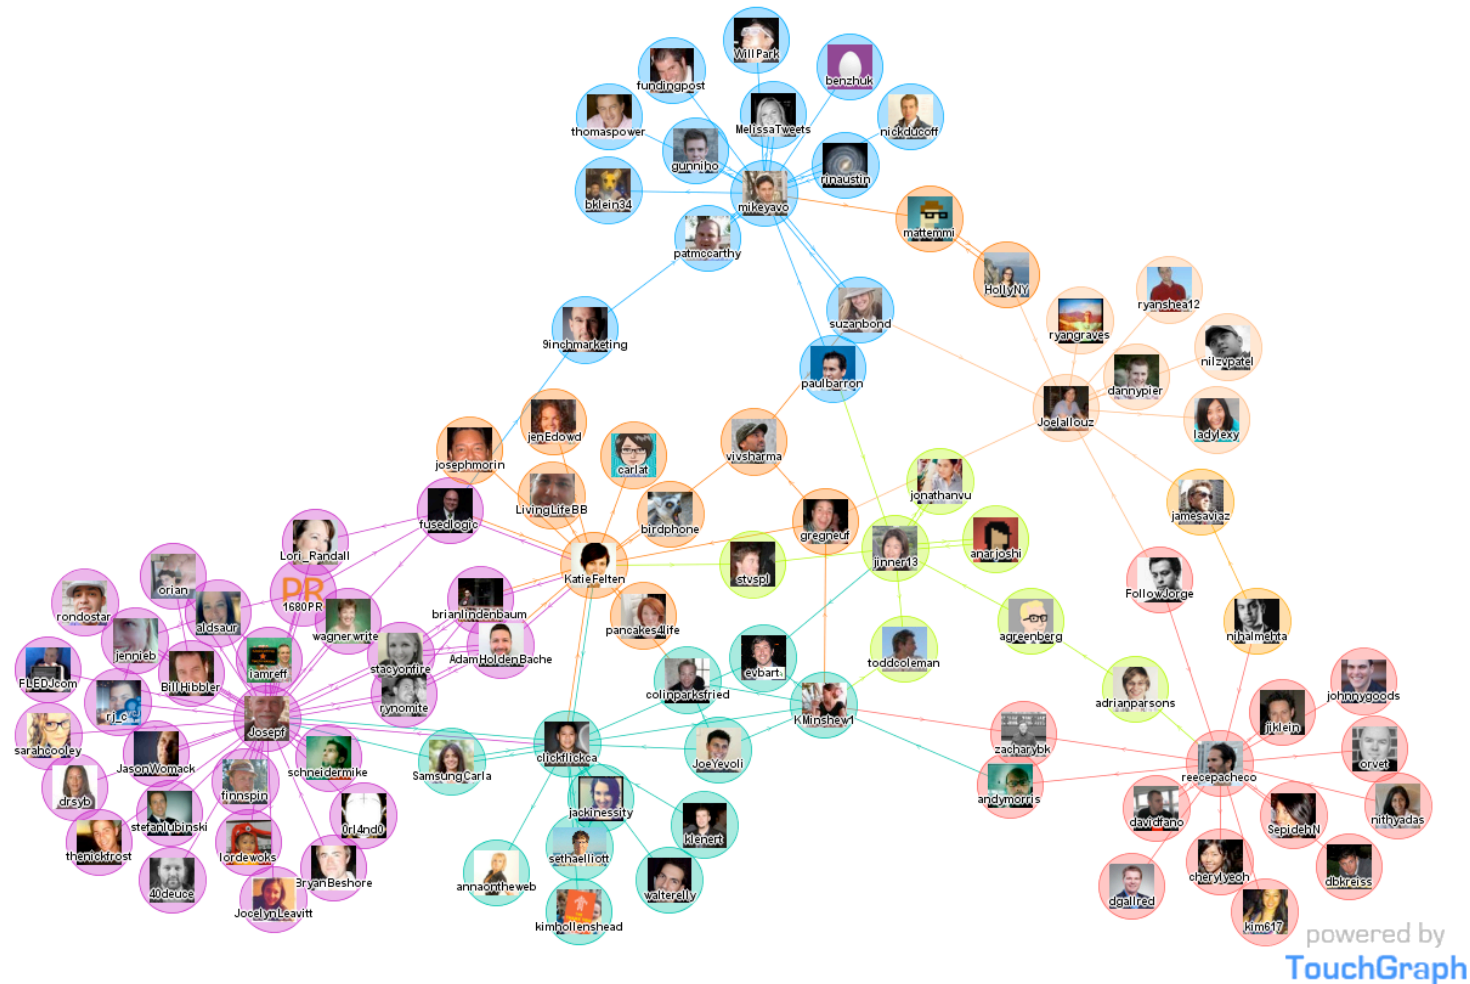 WillPark
fundingpost
benzhuk
thomaspower
MelissaTweets
nickducoff
gunniho
rinaustin
bklein34
mikeyavo
mattemmi
patmccarthy
HollyNY
ryanshea12
suzanbond
ryangraves
9inchmarketing
nilzvpatel
paulbarron
dannypier
Joelallouz
jenEdowd
ladylexy
josephmorin
vivsharma
carlat
jonathanvu
LivingLifeBB
jamesaviaz
fusedlogic
birdphone
gregneuf
Lori_Randall
anarjoshi
jinner13
KatieFelten
stvspl
orian
FollowJorge
PR
1680PR
rondostar
aldsaur
brianlindenbaum
wagnerwrite
pancakes4life
agreenberg
nihalmehta
jennieb
stacyonfire
AdamHoldenBache
toddcoleman
iamreff
evbart
FLEDJcom
BillHibbler
colinparksfried
johnnygoods
adrianparsons
rynomite
rj_c
KMinshew1
jiklein
Josepf
sarahcooley
zacharybk
clickflickca
JoeYevoli
orvet
JasonWomack
schneidermike
SamsungCarla
reecepacheco
finnspin
drsyb
andymorris
jackinessity
nithyadas
davidfano
SepidehN
stefanlubinski
0rl4nd0
klenert
thenickfrost
lordewoks
sethaelliott
cherylyeoh
BryanBeshore
annaontheweb
dbkreiss
40deuce
walterelly
dgallred
JocelynLeavitt
kimhollenshead
kim617
powered by
TouchGraph